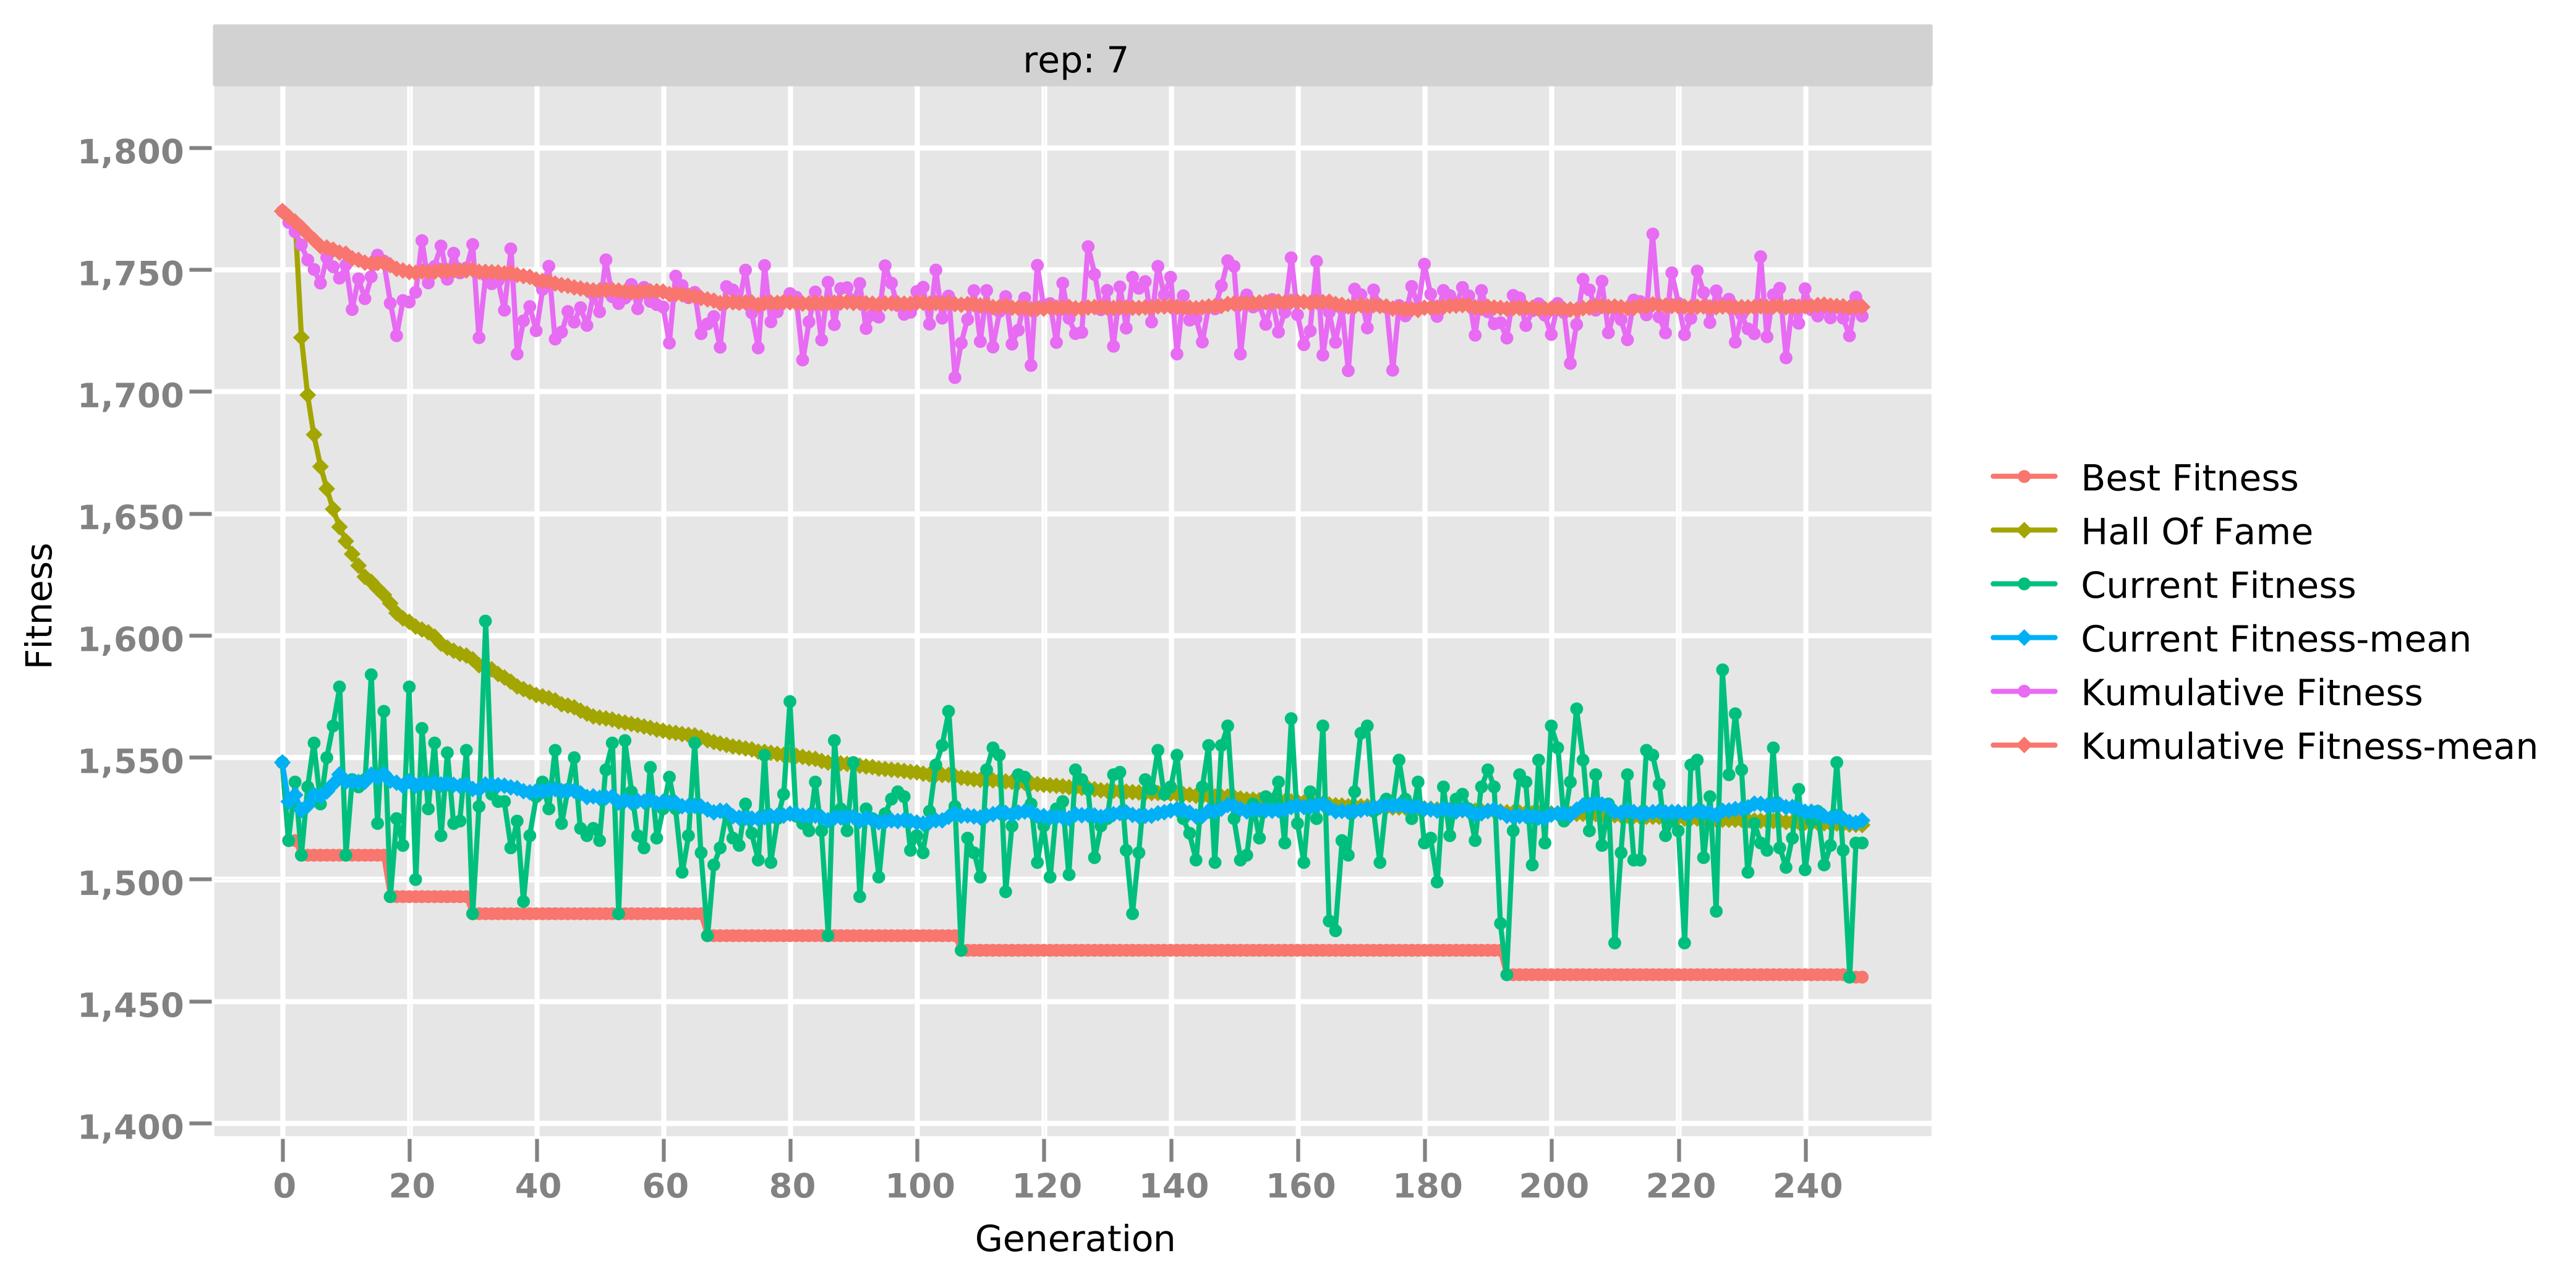 rep: 7
1,800
1,750
1,700
1,650
1,600
1,550
1,500
1,450
1,400
Fitness
0 20 40 60 80 100 120 140 160 180 200 220 240
Generation
Best Fitness
Hall Of Fame
Current Fitness
Current Fitness-mean
Kumulative Fitness
Kumulative Fitness-mean